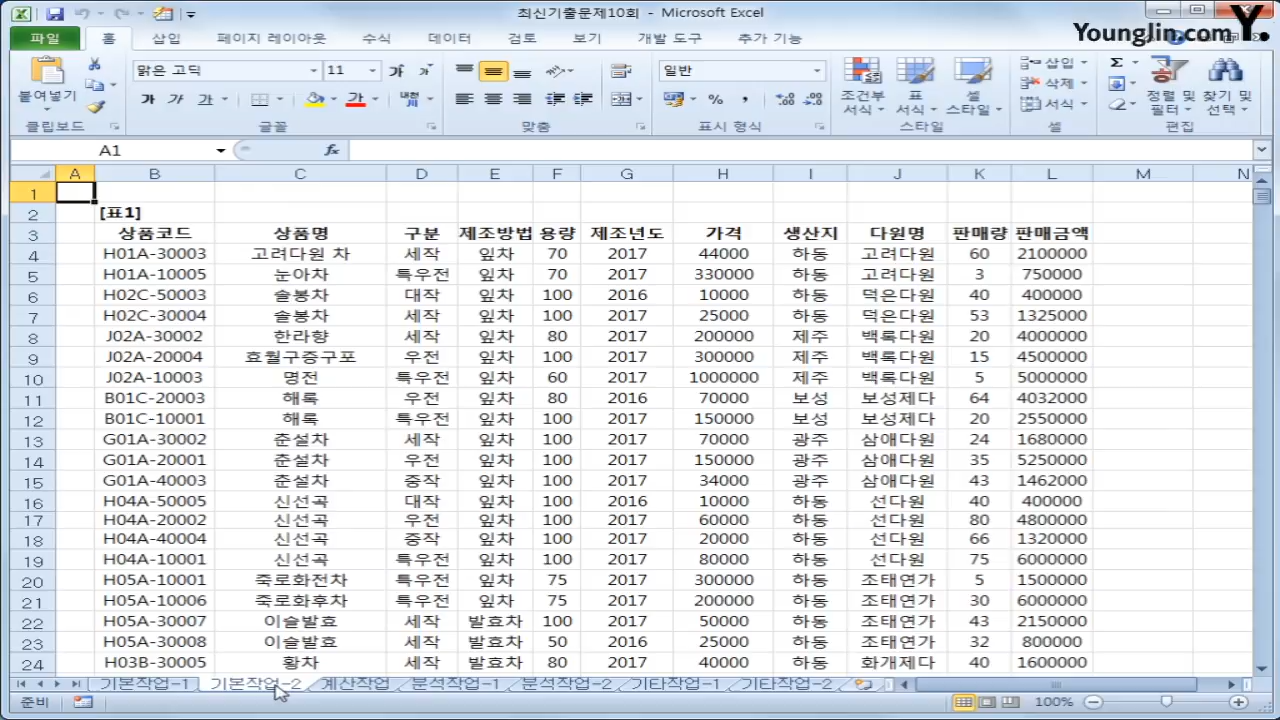 최신기출문제10회 - Microsoft Excel
Younglin.com Y.
파일 홈 삽입 페이지 레이아웃 수식 데이터 검토 보기 개발 도구 추가 기능
맑은 고딕 11 일반
붙여넣기 조건부 서식 표 서식 셀 스타일 삽입 삭제 서식 정렬 및 필터 찾기 및 선택
클립보드 글꼴 맞춤 표시 형식 스타일 셀 편집
A1 fx
A B C D E F G H I J K L M N
1
2 [표1]
3 상품코드 상품명 구분 제조방법 용량 제조년도 가격 생산지 다원명 판매량 판매금액
4 H01A-30003 고려다원 차 세작 잎차 70 2017 44000 하동 고려다원 60 2100000
5 H01A-10005 눈아차 특우전 잎차 70 2017 330000 하동 고려다원 3 750000
6 H02C-50003 솔봉차 대작 잎차 100 2016 10000 하동 덕은다원 40 400000
7 H02C-30004 솔봉차 세작 잎차 100 2017 25000 하동 덕은다원 53 1325000
8 J02A-30002 한라향 세작 잎차 80 2017 200000 제주 백록다원 20 4000000
9 J02A-20004 효월구증구포 우전 잎차 100 2017 300000 제주 백록다원 15 4500000
10 J02A-10003 명전 특우전 잎차 60 2017 1000000 제주 백록다원 5 5000000
11 B01C-20003 해록 우전 잎차 80 2016 70000 보성 보성제다 64 4032000
12 B01C-10001 해록 특우전 잎차 100 2017 150000 보성 보성제다 20 2550000
13 G01A-30002 춘설차 세작 잎차 100 2017 70000 광주 삼애다원 24 1680000
14 G01A-20001 춘설차 우전 잎차 100 2017 150000 광주 삼애다원 35 5250000
15 G01A-40003 춘설차 중작 잎차 100 2017 34000 광주 삼애다원 43 1462000
16 H04A-50005 신선곡 대작 잎차 100 2016 10000 하동 선다원 40 400000
17 H04A-20002 신선곡 우전 잎차 100 2017 60000 하동 선다원 80 4800000
18 H04A-40004 신선곡 중작 잎차 100 2017 20000 하동 선다원 66 1320000
19 H04A-10001 신선곡 특우전 잎차 100 2017 80000 하동 선다원 75 6000000
20 H05A-10001 죽로화전차 특우전 잎차 75 2017 300000 하동 조태연가 5 1500000
21 H05A-10006 죽로화후차 특우전 잎차 75 2017 200000 하동 조태연가 30 6000000
22 H05A-30007 이슬발효 세작 발효차 100 2017 50000 하동 조태연가 43 2150000
23 H05A-30008 이슬발효 세작 발효차 50 2016 25000 하동 조태연가 32 800000
24 H03B-30005 황차 세작 발효차 80 2017 40000 하동 화개제다 40 1600000
기본작업-1 기본작업-2 계산작업 분석작업-1 분석작업-2 기타작업-1 기타작업-2
준비 100%